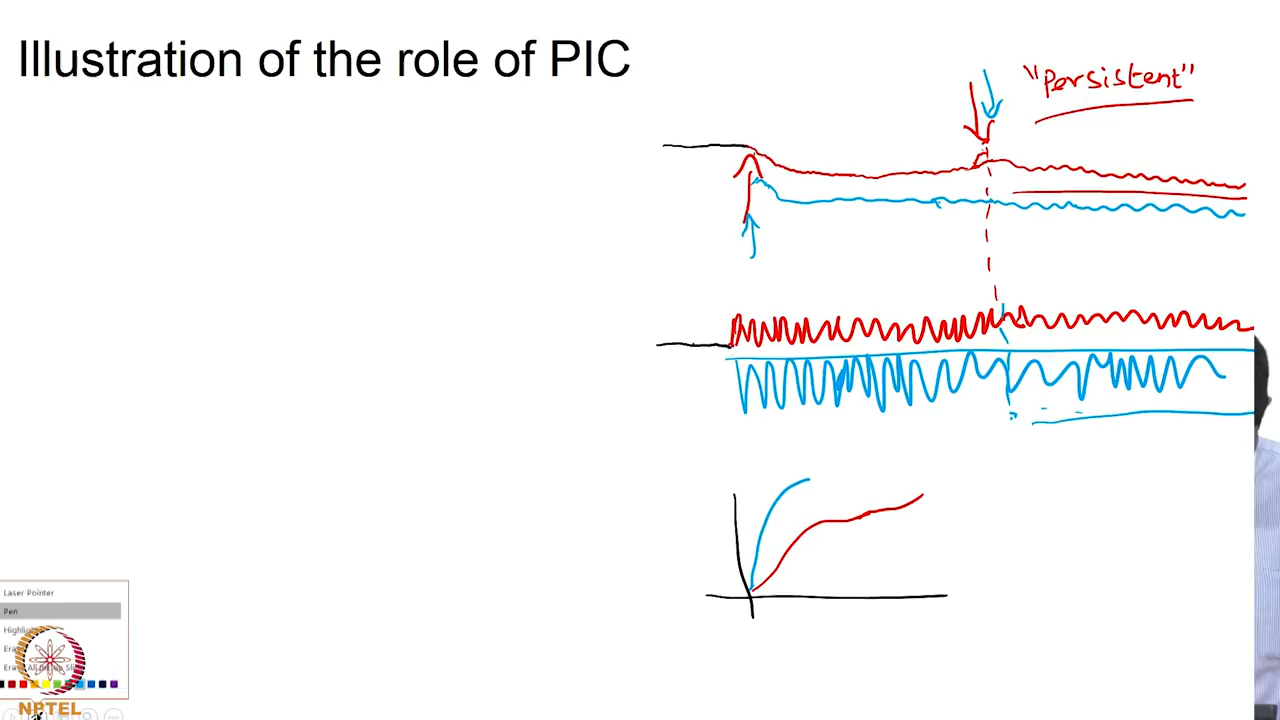 Illustration of the role of PIC
"Persistent"
Laser Pointer
Pen
NPTEL